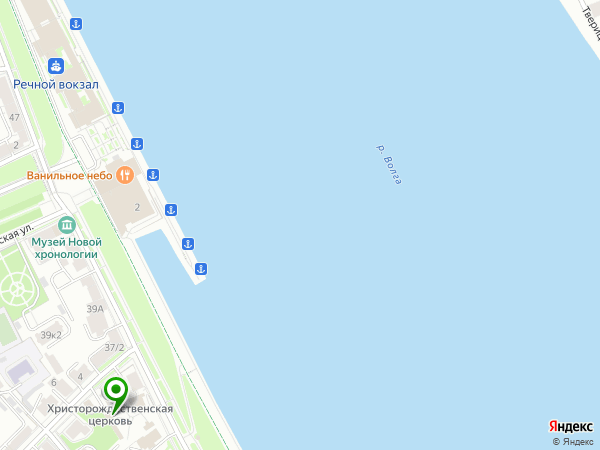 Тверицк
Речной вокзал
47
2
р. Волга
Ванильное небо
2
ская ул.
Музей Новой
хронологии
39А
39к2
37/2
4
6
Христорождественская
церковь
Яндекс
© Яндекс